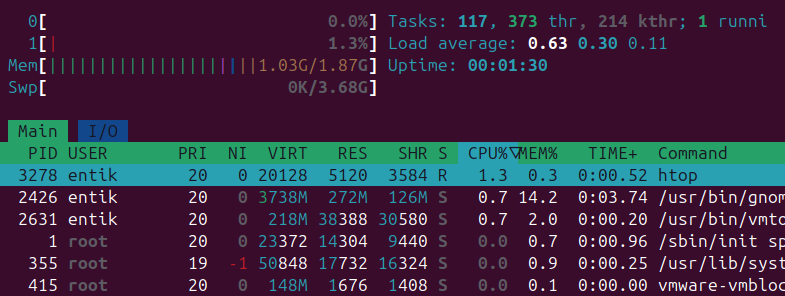 0[ 0.0%] Tasks: 117, 373 thr, 214 kthr; 1 runni
1[| 1.3%] Load average: 0.63 0.30 0.11
Mem[|||||||||||||||||||||1.03G/1.87G] Uptime: 00:01:30
Swp[ 0K/3.68G]
Main I/O
PID USER PRI NI VIRT RES SHR S CPU%▽MEM% TIME+ Command
3278 entik 20 0 20128 5120 3584 R 1.3 0.3 0:00.52 htop
2426 entik 20 0 3738M 272M 126M S 0.7 14.2 0:03.74 /usr/bin/gnom
2631 entik 20 0 218M 38388 30580 S 0.7 2.0 0:00.20 /usr/bin/vmto
1 root 20 0 23372 14304 9440 S 0.0 0.7 0:00.96 /sbin/init sp
355 root 19 -1 50848 17732 16324 S 0.0 0.9 0:00.25 /usr/lib/syst
415 root 20 0 148M 1676 1408 S 0.0 0.1 0:00.00 vmware-vmbloc